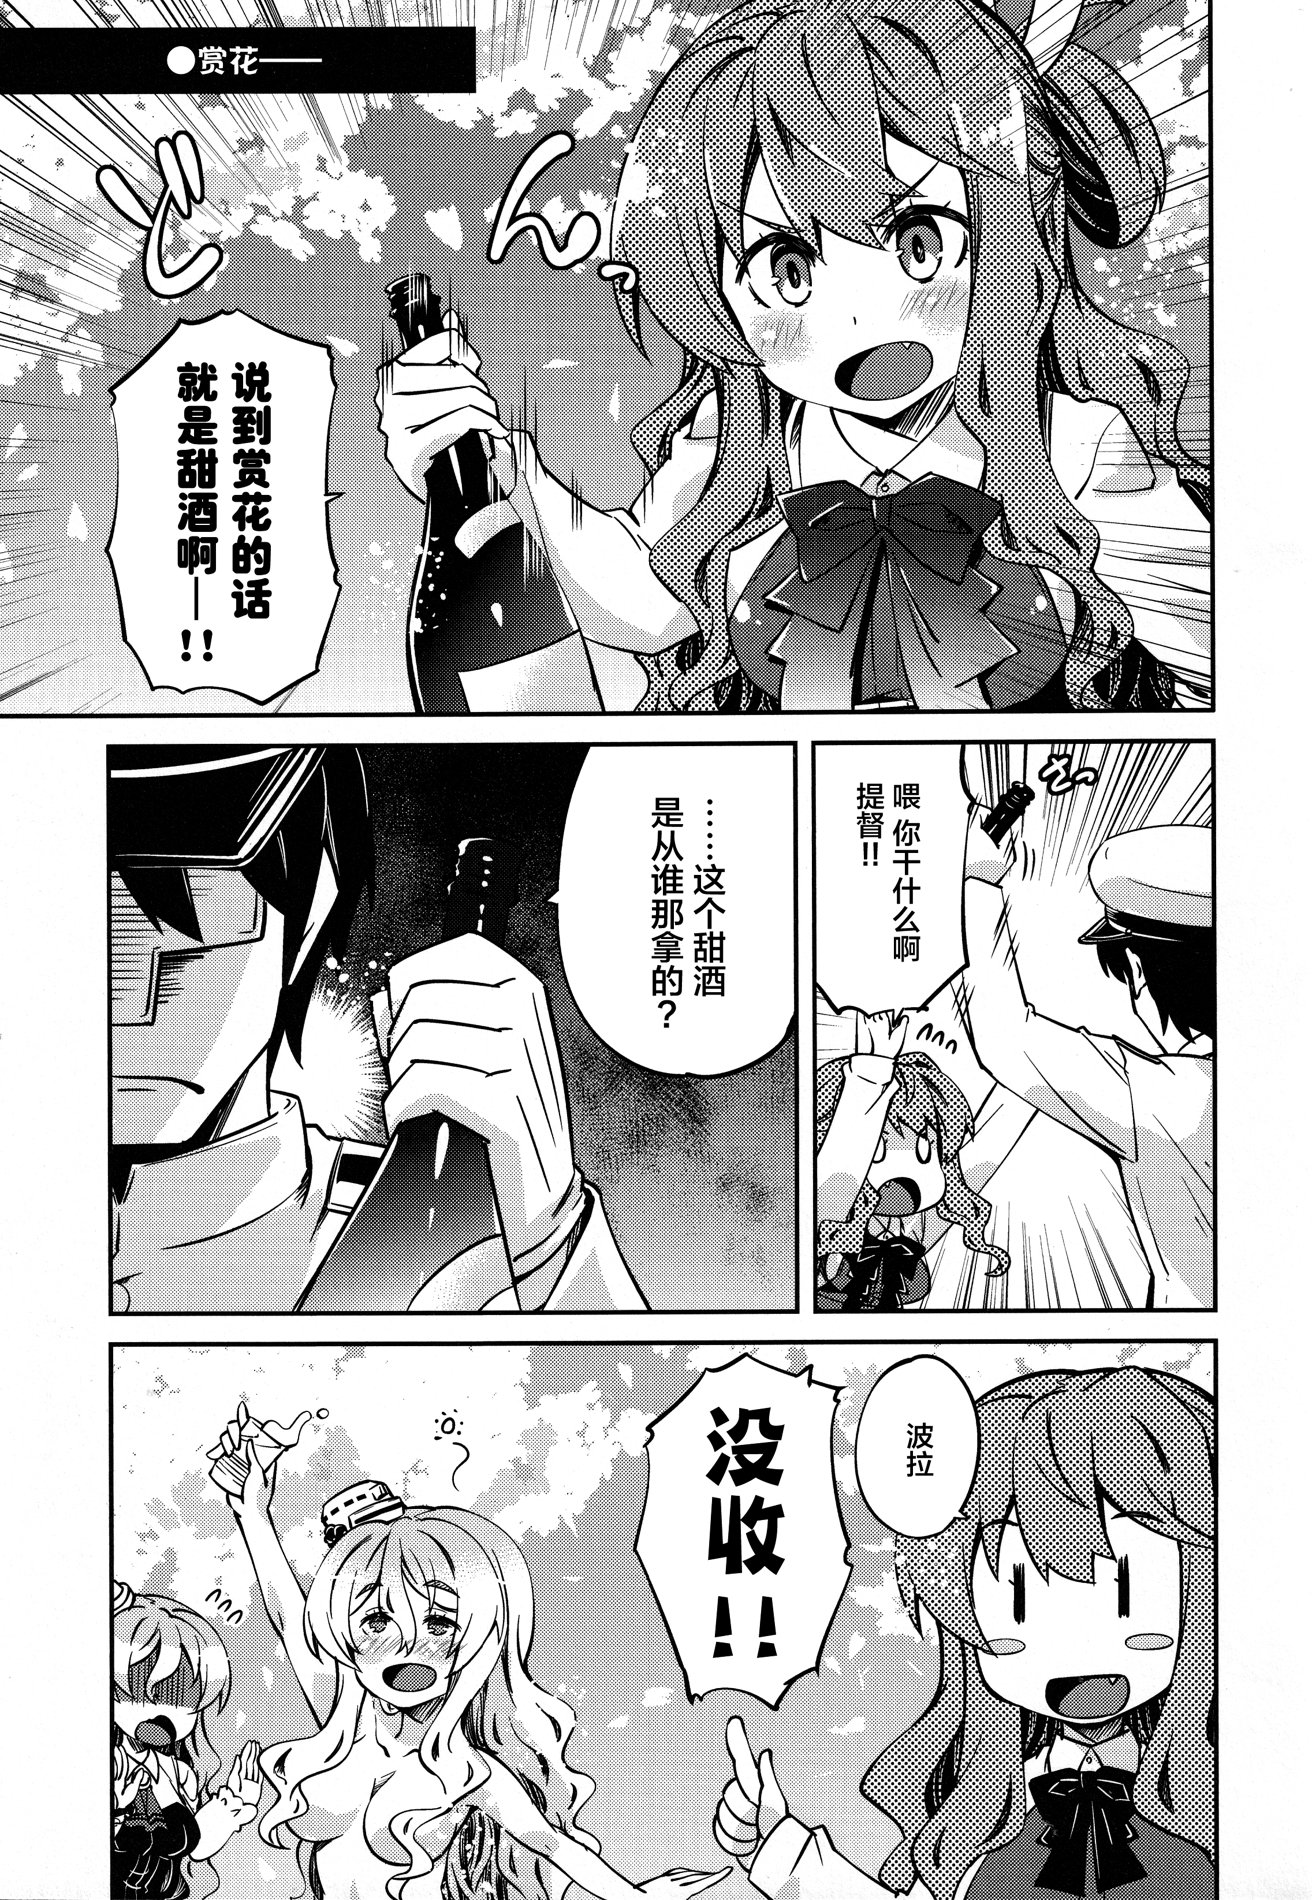 ●赏花——
どんっ
说到赏花的话
就是甜酒啊—!!
喂 你干什么啊
提督!!
さっ
……这个甜酒
是从谁那拿的？
波拉
没收!!